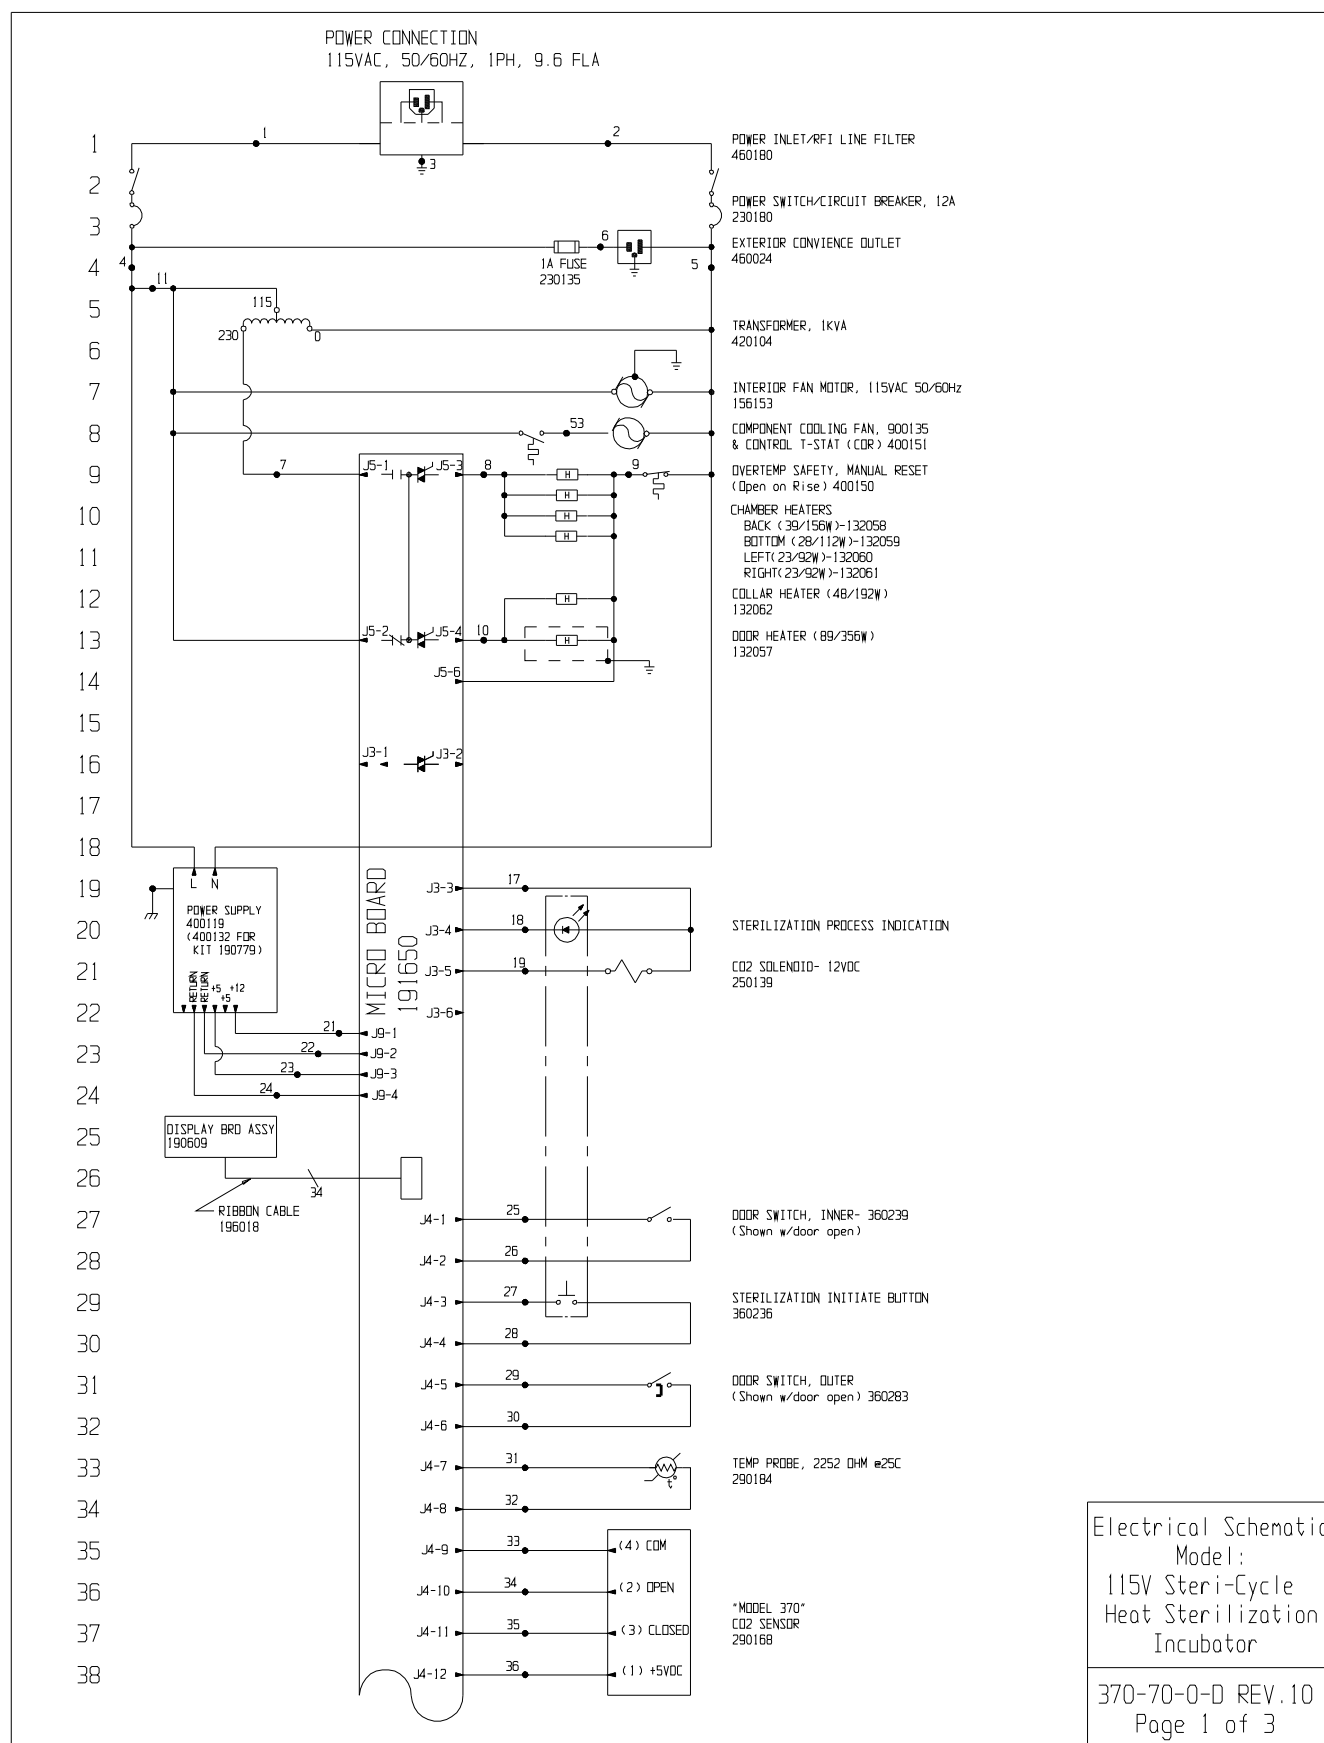 POWER CONNECTION
115VAC, 50/60HZ, 1PH, 9.6 FLA
1
1
2
3
POWER INLET/RFI LINE FILTER
460180
2
POWER SWITCH/CIRCUIT BREAKER, 12A
230180
3
6
EXTERIOR CONVIENCE OUTLET
460024
4
4
1A FUSE
230135
5
11
5
115
230
0
TRANSFORMER, 1KVA
420104
6
7
INTERIOR FAN MOTOR, 115VAC 50/60Hz
156153
8
53
COMPONENT COOLING FAN, 900135
& CONTROL T-STAT (COR) 400151
9
7
J5-1
J5-3
8
H
9
OVERTEMP SAFETY, MANUAL RESET
(Open on Rise) 400150
H
10
H
CHAMBER HEATERS
BACK (39/156W)-132058
H
BOTTOM (28/112W)-132059
11
LEFT(23/92W)-132060
RIGHT(23/92W)-132061
12
H
COLLAR HEATER (48/192W)
132062
13
J5-2
J5-4
10
H
DOOR HEATER (89/356W)
132057
14
J5-6
15
16
J3-1
J3-2
17
18
19
L N
J3-3
17
POWER SUPPLY
400119
(400132 FOR
KIT 190779)
20
MICRO BOARD
191650
J3-4
18
STERILIZATION PROCESS INDICATION
21
RETURN
RETURN
+5
+5
+12
J3-5
19
CO2 SOLENOID- 12VDC
250139
22
J3-6
21
J9-1
23
22
J9-2
23
J9-3
24
24
J9-4
25
DISPLAY BRD ASSY
190609
26
34
RIBBON CABLE
196018
27
J4-1
25
DOOR SWITCH, INNER- 360239
(Shown w/door open)
28
J4-2
26
29
J4-3
27
STERILIZATION INITIATE BUTTON
360236
30
J4-4
28
31
J4-5
29
DOOR SWITCH, OUTER
(Shown w/door open) 360283
32
J4-6
30
33
J4-7
31
t°
TEMP PROBE, 2252 OHM @25C
290184
34
J4-8
32
35
J4-9
33
(4) COM
36
J4-10
34
(2) OPEN
37
J4-11
35
(3) CLOSED
"MODEL 370"
CO2 SENSOR
290168
38
J4-12
36
(1) +5VDC
Electrical Schematic
Model:
115V Steri-Cycle
Heat Sterilization
Incubator
370-70-0-D REV.10
Page 1 of 3